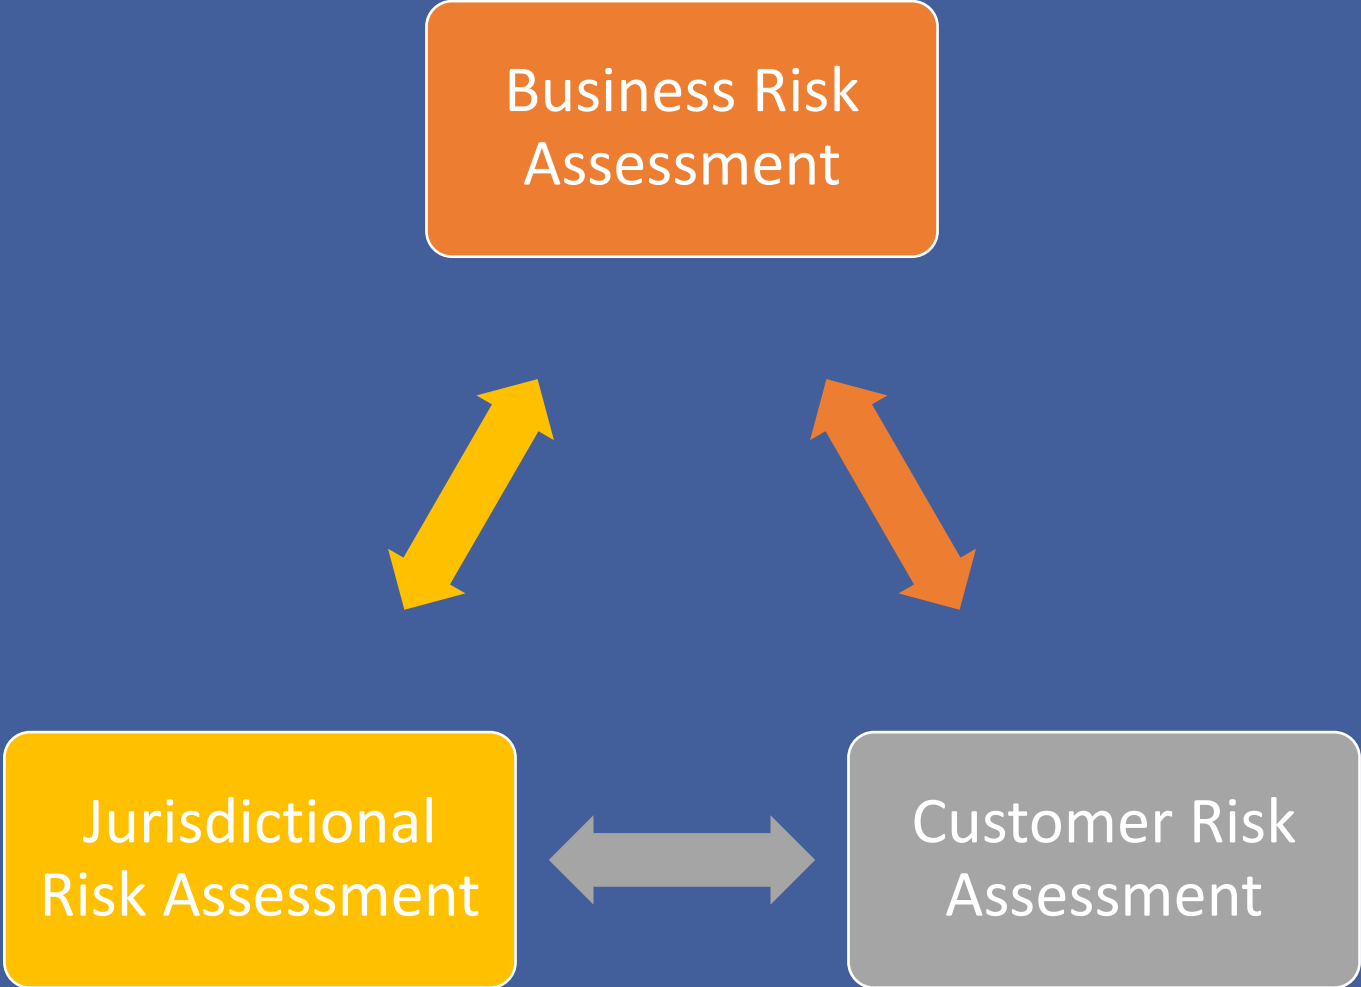 Business Risk
Assessment
Jurisdictional
Risk Assessment
Customer Risk
Assessment